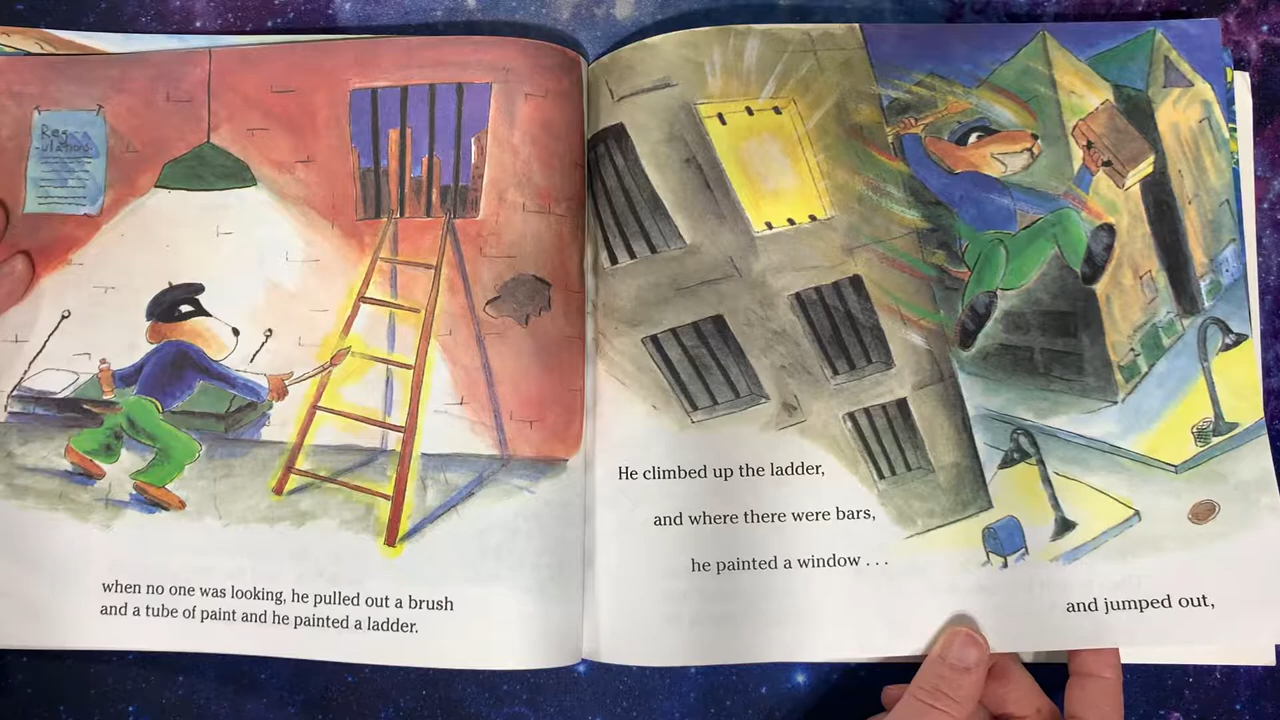 Reg
-ulations.
when no one was looking, he pulled out a brush
and a tube of paint and he painted a ladder.
He climbed up the ladder,
and where there were bars,
he painted a window . . .
and jumped out,